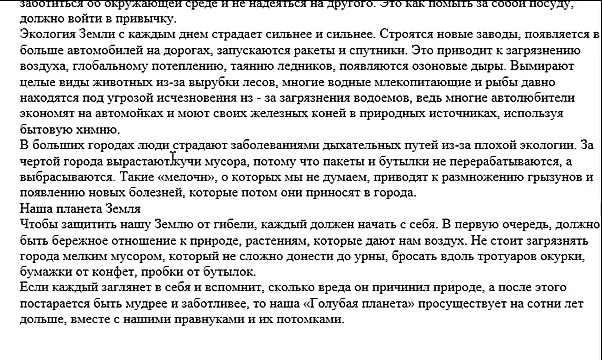 заботиться об окружающей среде и не надеяться на другого. Это как помыть за собой посуду,
должно войти в привычку.
Экология Земли с каждым днем страдает сильнее и сильнее. Строятся новые заводы, появляется в
больше автомобилей на дорогах, запускаются ракеты и спутники. Это приводит к загрязнению
воздуха, глобальному потеплению, таянию ледников, появляются озоновые дыры. Вымирают
целые виды животных из-за вырубки лесов, многие водные млекопитающие и рыбы давно
находятся под угрозой исчезновения из - за загрязнения водоемов, ведь многие автолюбители
экономят на автомойках и моют своих железных коней в природных источниках, используя
бытовую химию.
В больших городах люди страдают заболеваниями дыхательных путей из-за плохой экологии. За
чертой города вырастают кучи мусора, потому что пакеты и бутылки не перерабатываются, а
выбрасываются. Такие «мелочи», о которых мы не думаем, приводят к размножению грызунов и
появлению новых болезней, которые потом они приносят в города.
Наша планета Земля
Чтобы защитить нашу Землю от гибели, каждый должен начать с себя. В первую очередь, должно
быть бережное отношение к природе, растениям, которые дают нам воздух. Не стоит загрязнять
города мелким мусором, который не сложно донести до урны, бросать вдоль тротуаров окурки,
бумажки от конфет, пробки от бутылок.
Если каждый заглянет в себя и вспомнит, сколько вреда он причинил природе, а после этого
постарается быть мудрее и заботливее, то наша «Голубая планета» просуществует на сотни лет
дольше, вместе с нашими правнуками и их потомками.